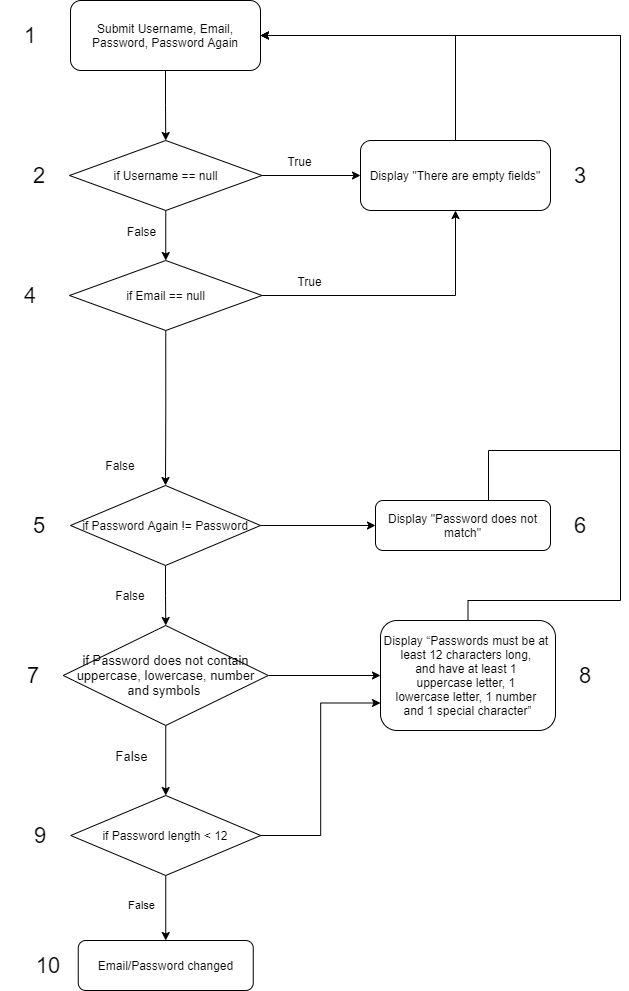 1
Submit Username, Email,
Password, Password Again
2
if Username == null
True
Display "There are empty fields"
3
False
4
if Email == null
True
False
5
if Password Again != Password
Display "Password does not
match"
6
False
7
if Password does not contain
uppercase, lowercase, number
and symbols
Display “Passwords must be at
least 12 characters long,
and have at least 1
uppercase letter, 1
lowercase letter, 1 number
and 1 special character”
8
False
9
if Password length < 12
False
10
Email/Password changed